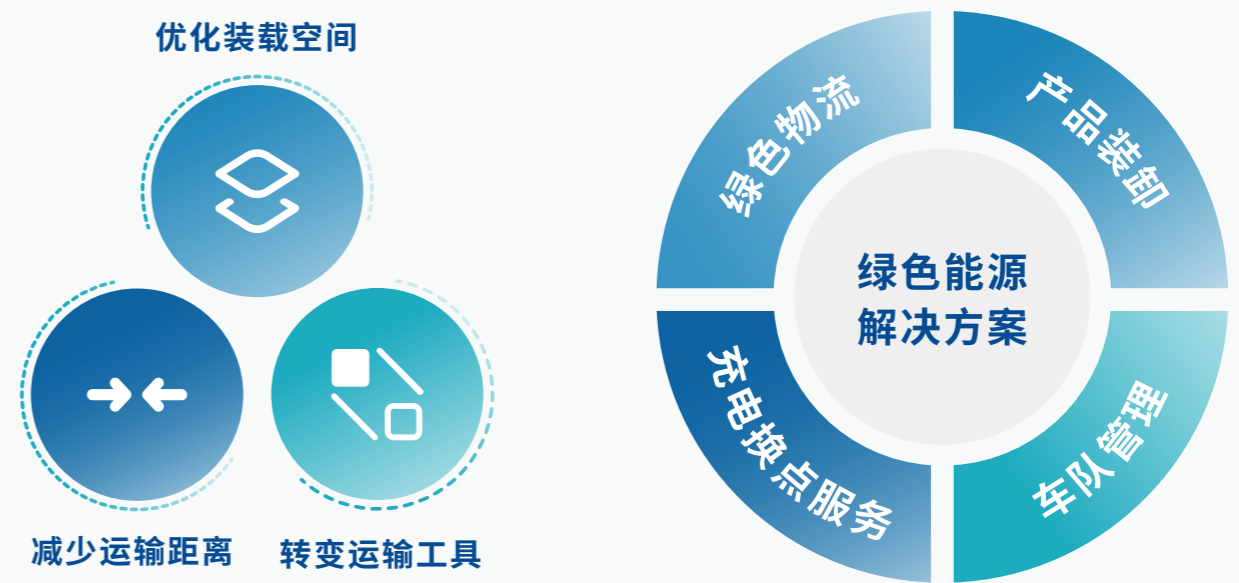 优化装载空间
减少运输距离
转变运输工具
绿色物流
产品装卸
绿色能源
解决方案
充电换点服务
车队管理